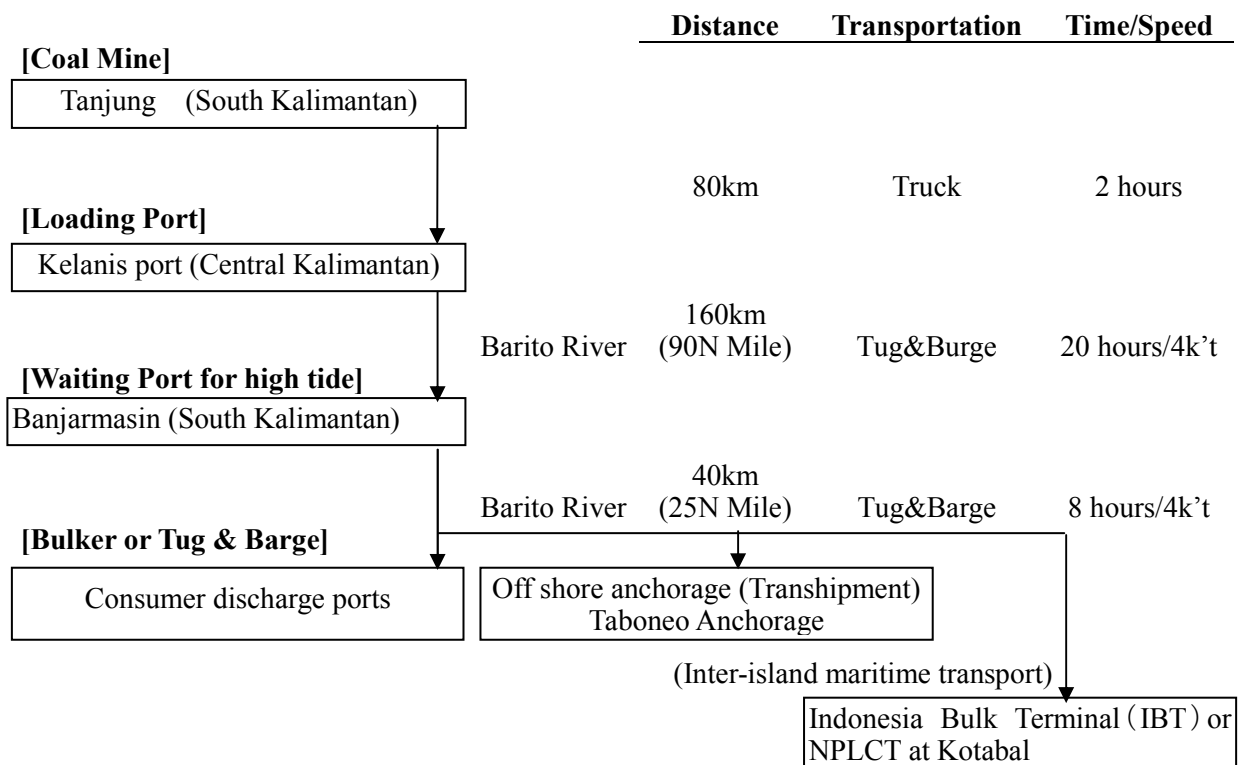 Distance Transportation Time/Speed
[Coal Mine]
Tanjung (South Kalimantan)
80km Truck 2 hours
[Loading Port]
Kelanis port (Central Kalimantan)
160km
Barito River (90N Mile) Tug&Burge 20 hours/4k't
[Waiting Port for high tide]
Banjarmasin (South Kalimantan)
40km
Barito River (25N Mile) Tug&Barge 8 hours/4k't
[Bulker or Tug & Barge]
Consumer discharge ports
Off shore anchorage (Transhipment)
Taboneo Anchorage
(Inter-island maritime transport)
Indonesia Bulk Terminal（IBT）or
NPLCT at Kotabal